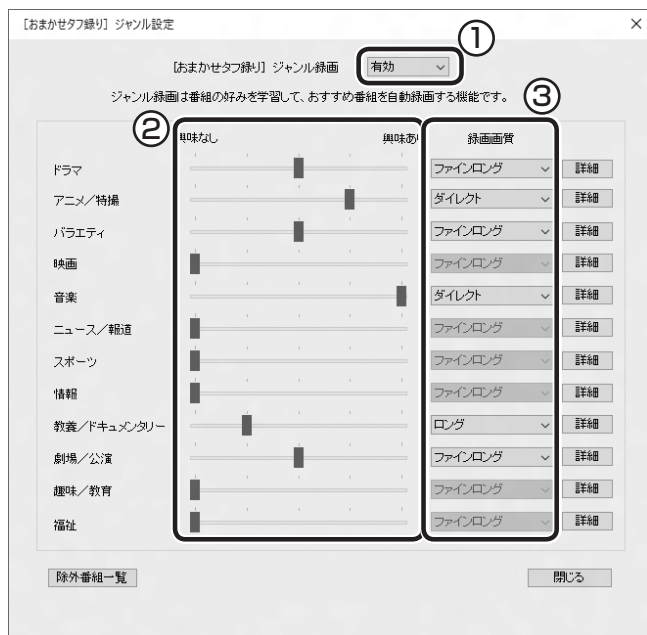 [おまかせタフ録り] ジャンル設定 ×
①
[おまかせタフ録り] ジャンル録画 有効
ジャンル録画は番組の好みを学習して、おすすめ番組を自動録画する機能です。
② ③
興味なし 興味あり 録画画質
ドラマ ファインロング 詳細
アニメ/特撮 ダイレクト 詳細
バラエティ ファインロング 詳細
映画 ファインロング 詳細
音楽 ダイレクト 詳細
ニュース/報道 ファインロング 詳細
スポーツ ファインロング 詳細
情報 ファインロング 詳細
教養/ドキュメンタリー ロング 詳細
劇場/公演 ファインロング 詳細
趣味/教育 ファインロング 詳細
福祉 ファインロング 詳細
除外番組一覧 閉じる